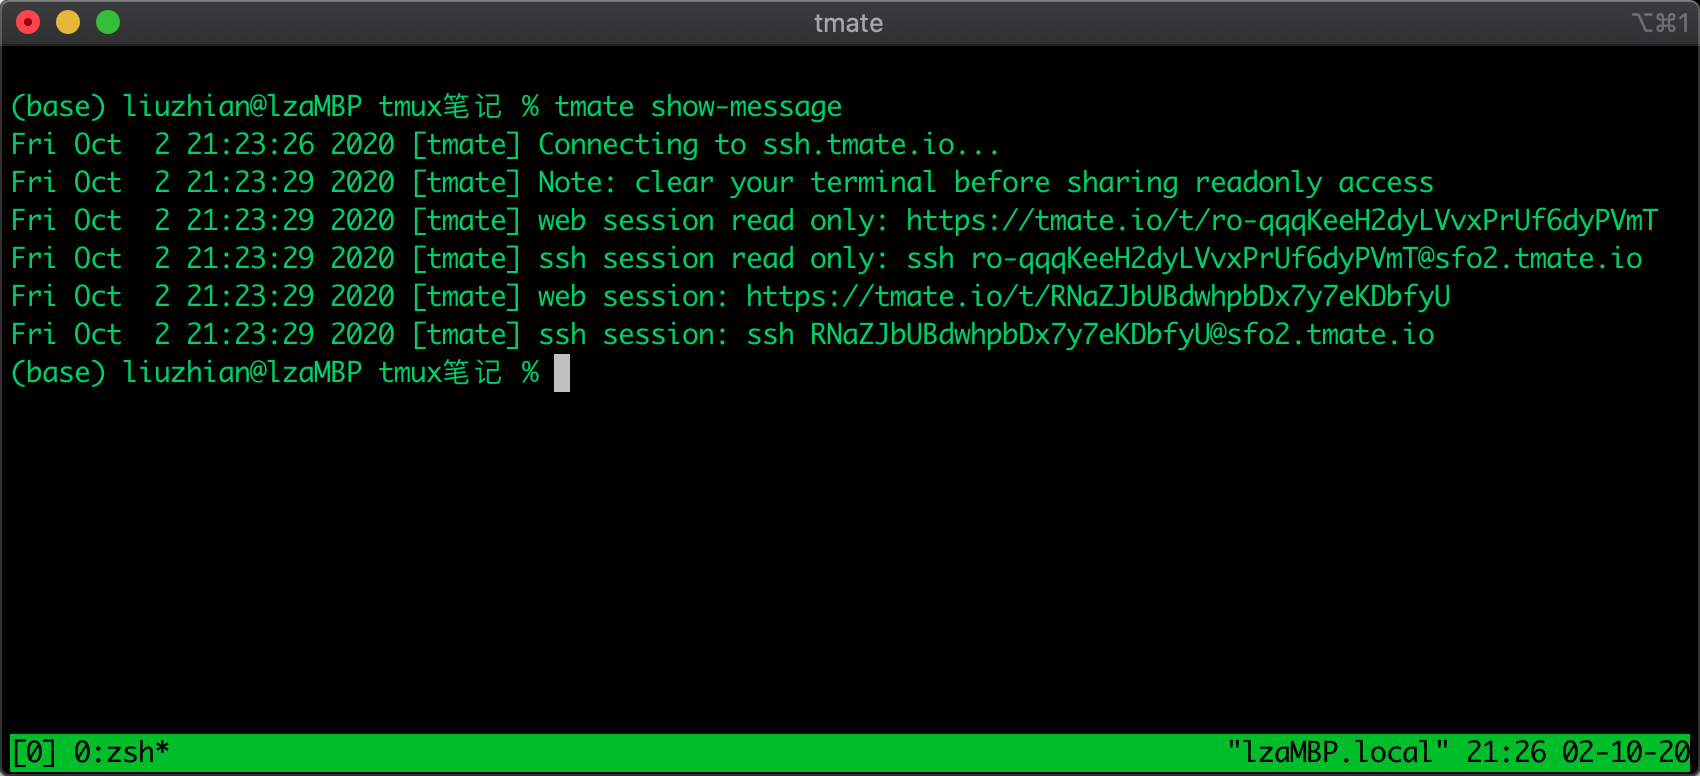 tmate
⌥⌘1
(base) liuzhian@lzaMBP tmux笔记 % tmate show-message
Fri Oct  2 21:23:26 2020 [tmate] Connecting to ssh.tmate.io...
Fri Oct  2 21:23:29 2020 [tmate] Note: clear your terminal before sharing readonly access
Fri Oct  2 21:23:29 2020 [tmate] web session read only: https://tmate.io/t/ro-qqqKeeH2dyLVvxPrUf6dyPVmT
Fri Oct  2 21:23:29 2020 [tmate] ssh session read only: ssh ro-qqqKeeH2dyLVvxPrUf6dyPVmT@sfo2.tmate.io
Fri Oct  2 21:23:29 2020 [tmate] web session: https://tmate.io/t/RNaZJbUBdwhpbDx7y7eKDbfyU
Fri Oct  2 21:23:29 2020 [tmate] ssh session: ssh RNaZJbUBdwhpbDx7y7eKDbfyU@sfo2.tmate.io
(base) liuzhian@lzaMBP tmux笔记 %
[0] 0:zsh* "lzaMBP.local" 21:26 02-10-20